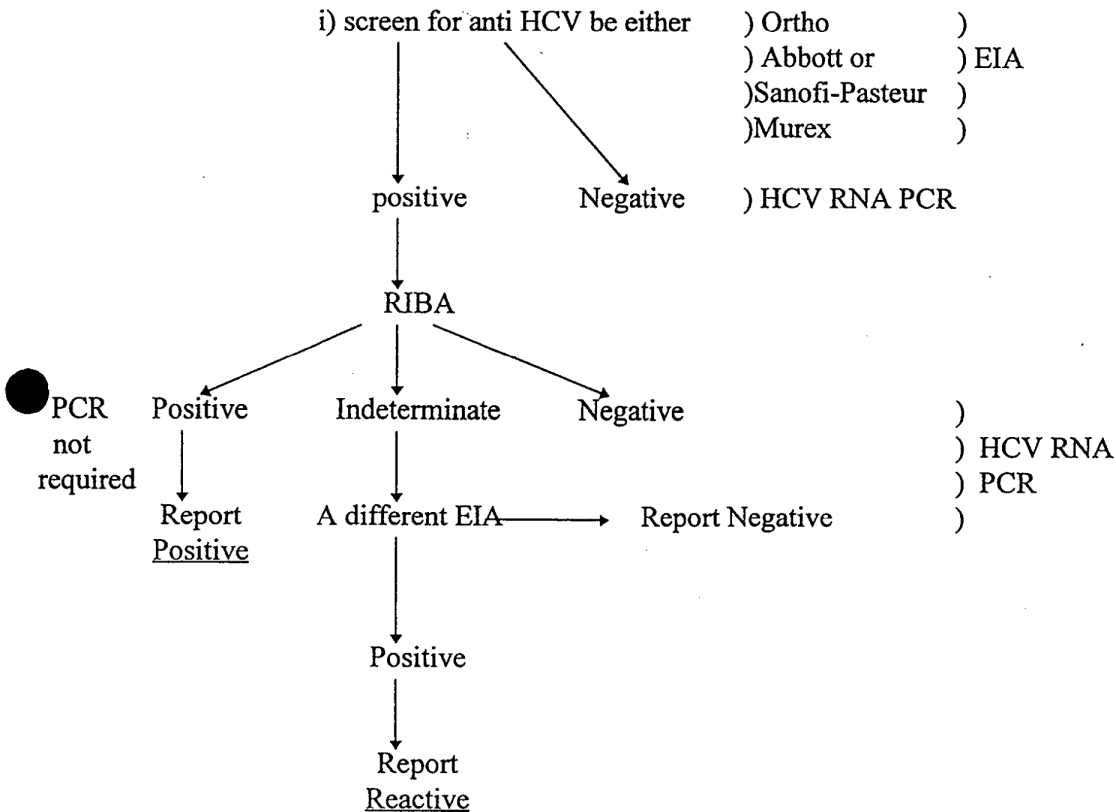 i) screen for anti HCV be either ) Ortho )
) Abbott or ) EIA
)Sanofi-Pasteur )
)Murex )
positive Negative ) HCV RNA PCR
RIBA
PCR Positive Indeterminate Negative )
not ) HCV RNA
required ) PCR
Report A different EIA Report Negative )
Positive
Positive
Report
Reactive